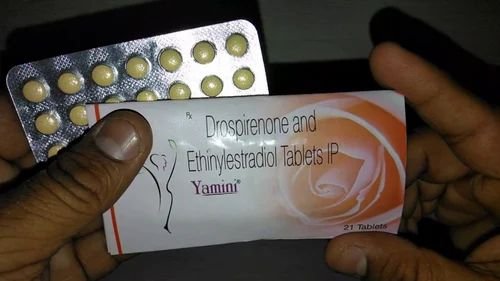 Rx
Drospirenone and
Ethinylestradiol Tablets IP
Yamini®
21 Tablets